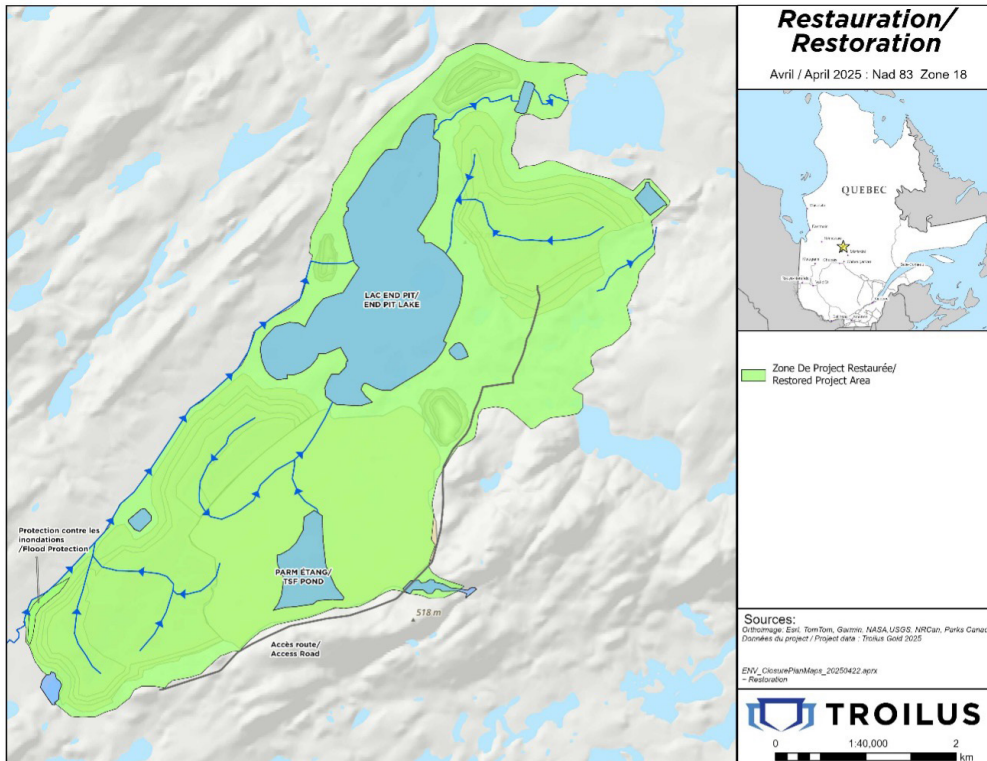 Restauration/
Restoration
Avril / April 2025 : Nad 83 Zone 18
QUEBEC
LAC END PIT/
END PIT LAKE
Zone De Project Restaurée/
Restored Project Area
Protection contre les
inondations
/Flood Protection
PARM ÉTANG/
TSF POND
518 m
Accès route/
Access Road
Sources:
Orthoimage: Esri, TomTom, Garmin, NASA, USGS, NRCan, Parks Canad
Données du project / Project data : Troilus Gold 2025
ENV_ClosurePlanMaps_20250422.aprx
- Restoration
TROILUS
0 1:40,000 2
km